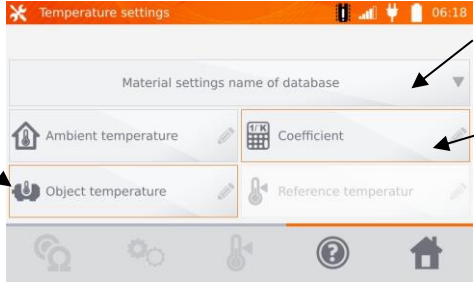 Temperature settings 06:18
Material settings name of database
Ambient temperature
1/K Coefficient
Object temperature
Reference temperatur
Ω
?